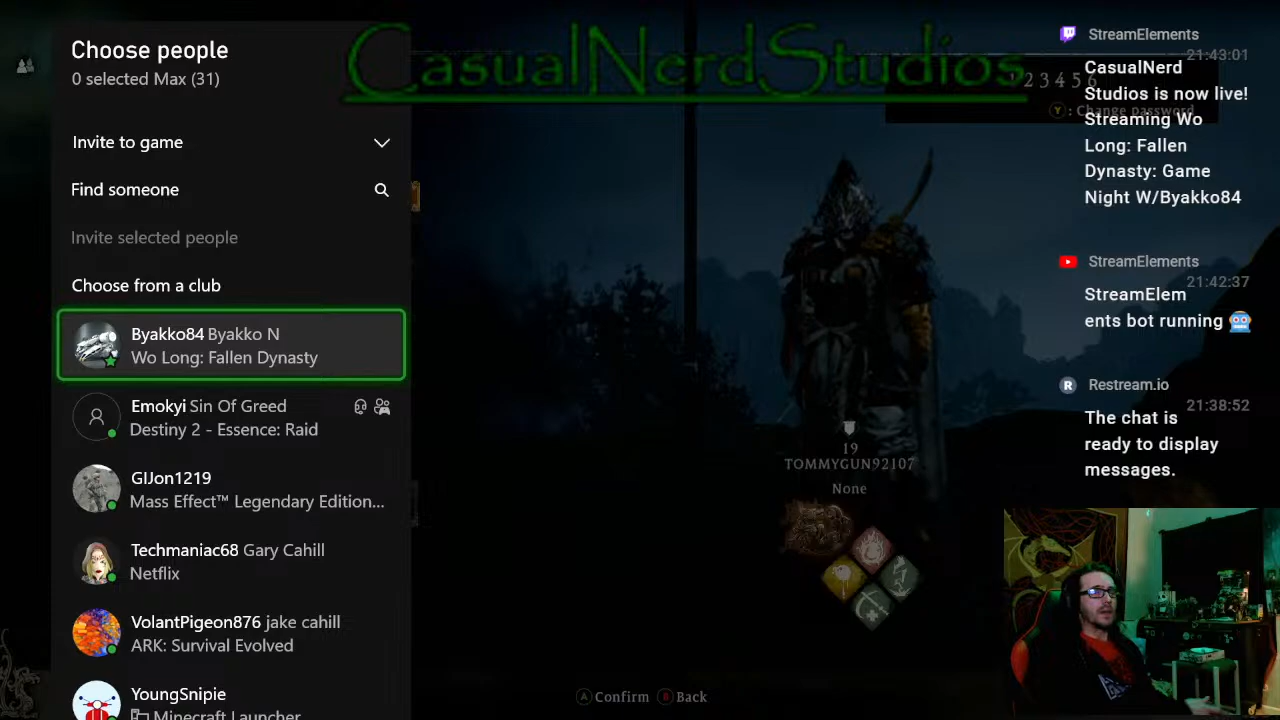 Choose people
0 selected Max (31)
Invite to game
Find someone
Invite selected people
Choose from a club
Byakko84 Byakko N
Wo Long: Fallen Dynasty
Emokyi Sin Of Greed
Destiny 2 - Essence: Raid
GIJon1219
Mass Effect™ Legendary Edition...
Techmaniac68 Gary Cahill
Netflix
VolantPigeon876 jake cahill
ARK: Survival Evolved
YoungSnipie
Minecraft Launcher
CasualNerdStudios
123456
Y: Change password
19
TOMMYGUN92107
None
A Confirm B Back
StreamElements
21:43:01
CasualNerd
Studios is now live!
Streaming Wo
Long: Fallen
Dynasty: Game
Night W/Byakko84
StreamElements
21:42:37
StreamElem
ents bot running
R Restream.io
21:38:52
The chat is
ready to display
messages.